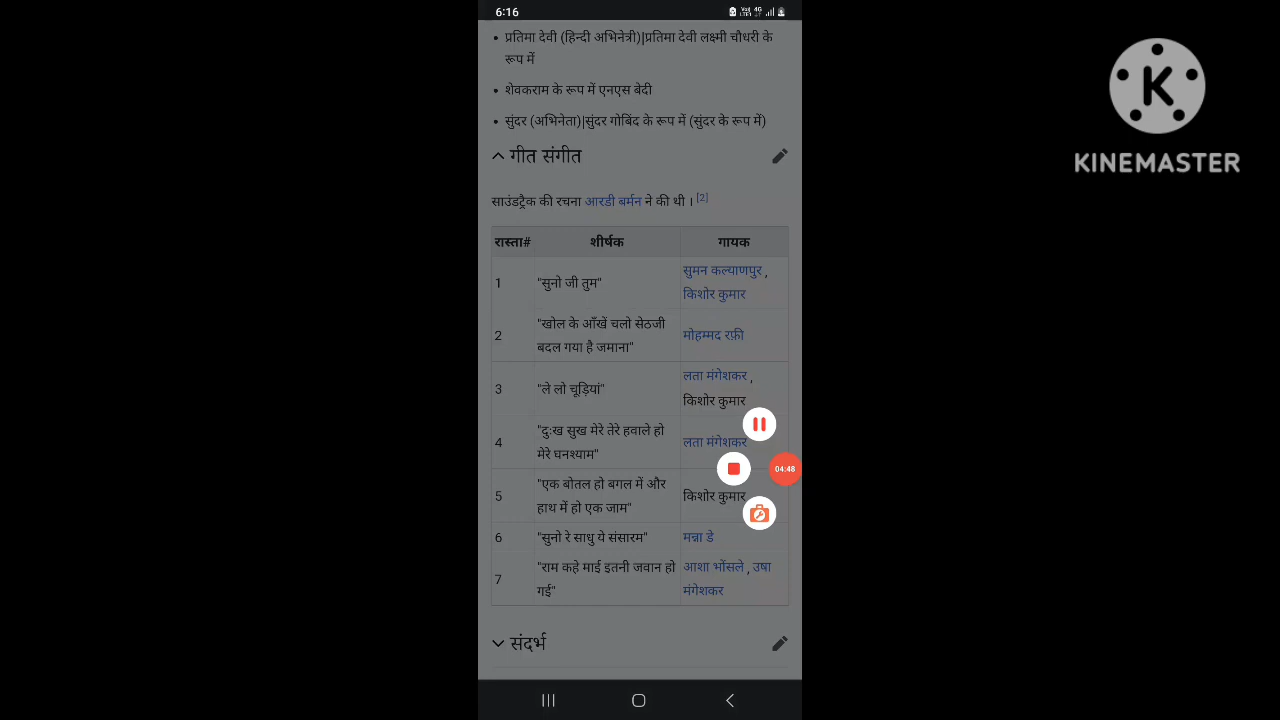 6:16
प्रतिमा देवी (हिन्दी अभिनेत्री)|प्रतिमा देवी लक्ष्मी चौधरी के
रूप में
शेवकराम के रूप में एनएस बेदी
सुंदर (अभिनेता)|सुंदर गोबिंद के रूप में (सुंदर के रूप में)
गीत संगीत
साउंडट्रैक की रचना आरडी बर्मन ने की थी । [2]
रास्ता# शीर्षक गायक
1 "सुनो जी तुम" सुमन कल्याणपुर , किशोर कुमार
2 "खोल के आँखें चलो सेठजी बदल गया है जमाना" मोहम्मद रफ़ी
3 "ले लो चूड़ियां" लता मंगेशकर , किशोर कुमार
4 "दुःख सुख मेरे तेरे हवाले हो मेरे घनश्याम" लता मंगेशकर
5 "एक बोतल हो बगल में और हाथ में हो एक जाम" किशोर कुमार
6 "सुनो रे साधु ये संसारम" मन्ना डे
7 "राम कहे माई इतनी जवान हो गई" आशा भोंसले , उषा मंगेशकर
संदर्भ
04:48
K
KINEMASTER